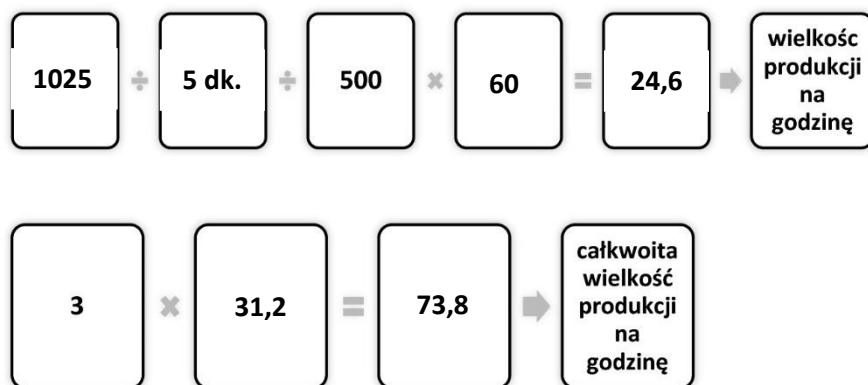 1025 ÷ 5 dk. ÷ 500 × 60 = 24,6
wielkośc
produkcji
na
godzinę
3 × 31,2 = 73,8
całkwoita
wielkość
produkcji
na
godzinę